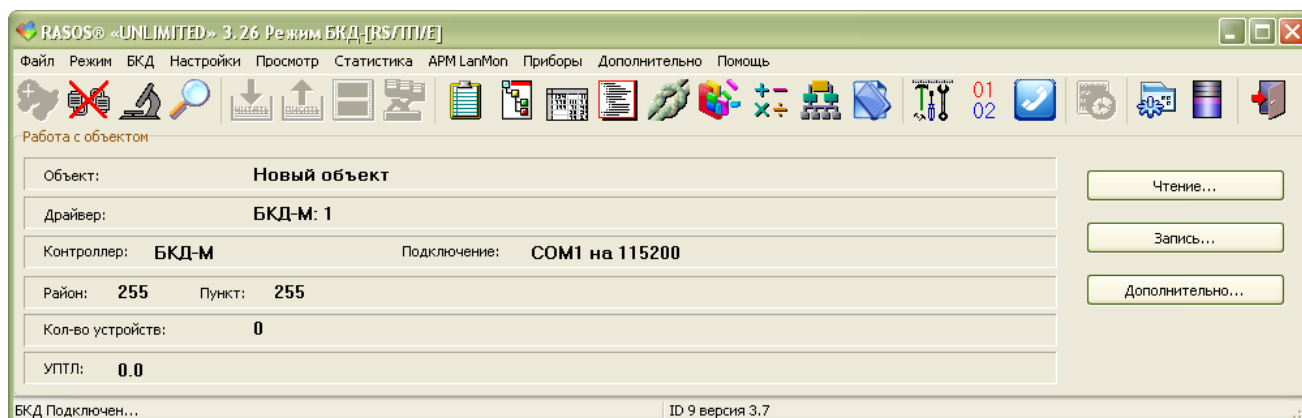 RASOS® «UNLIMITED» 3.26 Режим БКД-[RS/ТП/Е]
Файл Режим БКД Настройки Просмотр Статистика АРМ LanMon Приборы Дополнительно Помощь
читать писать 01
02
Работа с объектом
Объект: Новый объект
Чтение...
Драйвер: БКД-М: 1
Контроллер: БКД-М Подключение: COM1 на 115200
Запись...
Район: 255 Пункт: 255
Дополнительно...
Кол-во устройств: 0
УПТЛ: 0.0
БКД Подключен... ID 9 версия 3.7